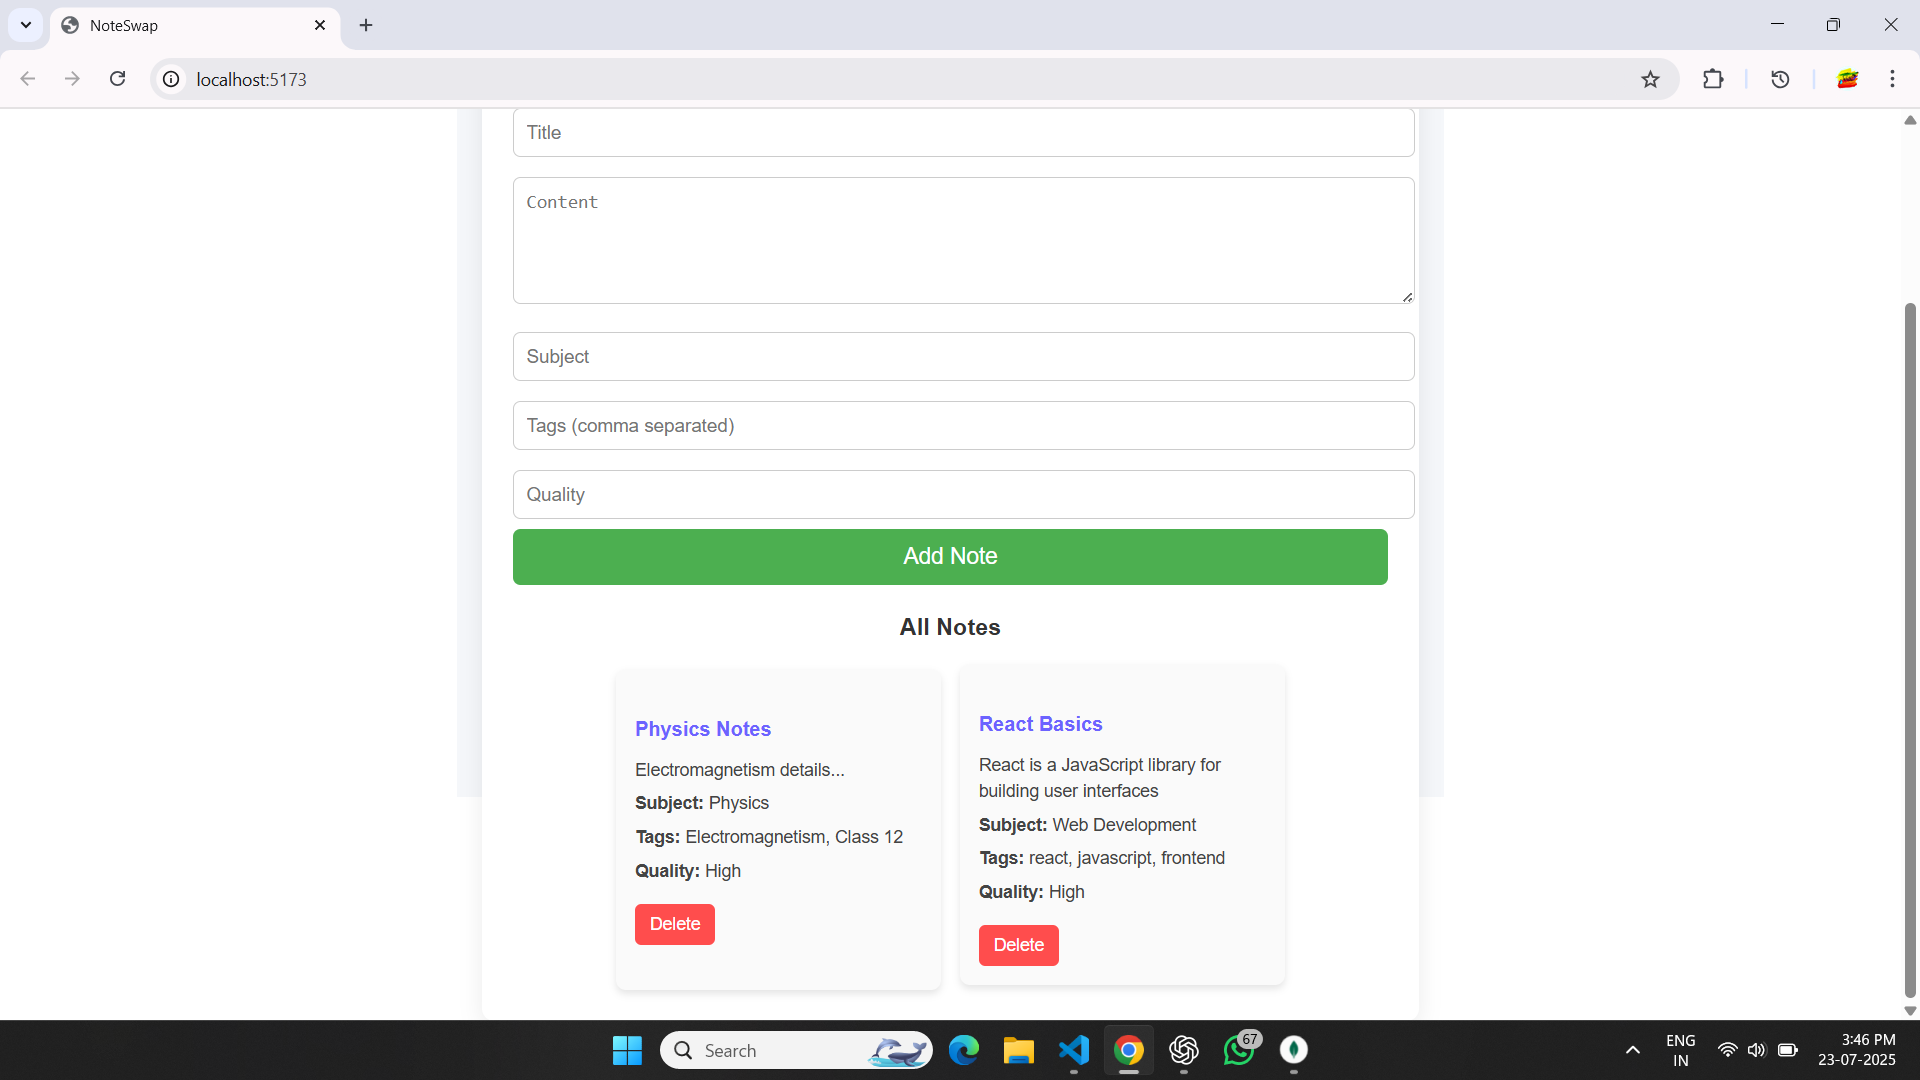 NoteSwap
localhost:5173
Title
Content
Subject
Tags (comma separated)
Quality
Add Note
All Notes
Physics Notes
Electromagnetism details...
Subject: Physics
Tags: Electromagnetism, Class 12
Quality: High
Delete
React Basics
React is a JavaScript library for
building user interfaces
Subject: Web Development
Tags: react, javascript, frontend
Quality: High
Delete
Search
67
ENG
IN
3:46 PM
23-07-2025